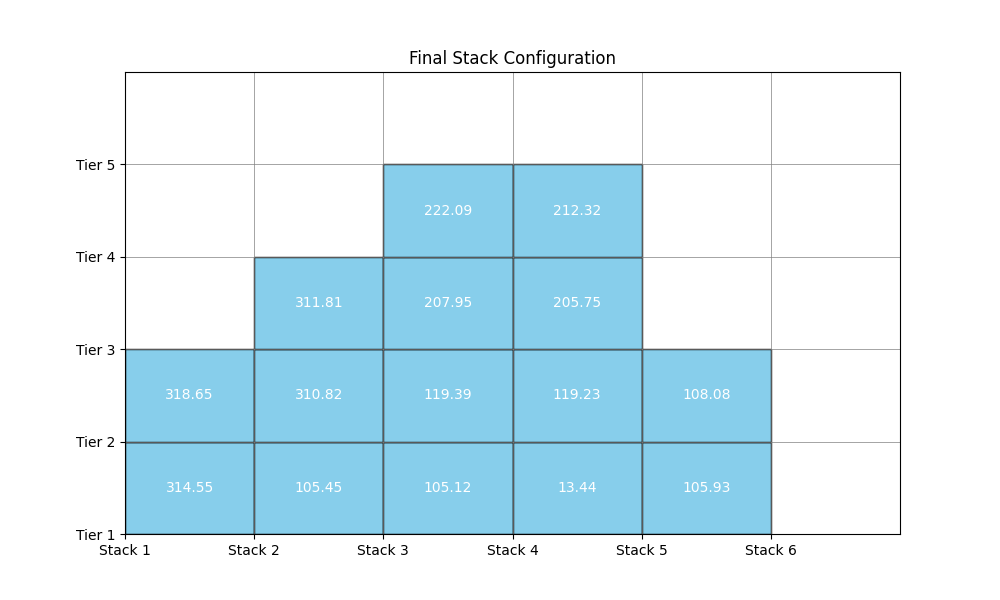 Final Stack Configuration
Tier 5
222.09 212.32
Tier 4
311.81 207.95 205.75
Tier 3
318.65 310.82 119.39 119.23 108.08
Tier 2
314.55 105.45 105.12 13.44 105.93
Tier 1
Stack 1 Stack 2 Stack 3 Stack 4 Stack 5 Stack 6